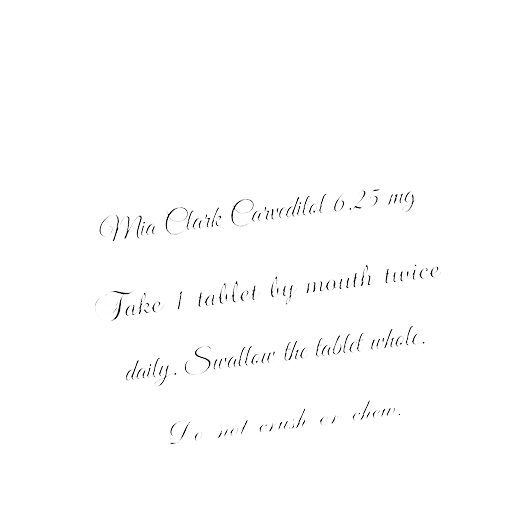 Mia Clark Carvedilol 6.25 mg
Take 1 tablet by mouth twice
daily. Swallow the tablet whole.
Do not crush or chew.